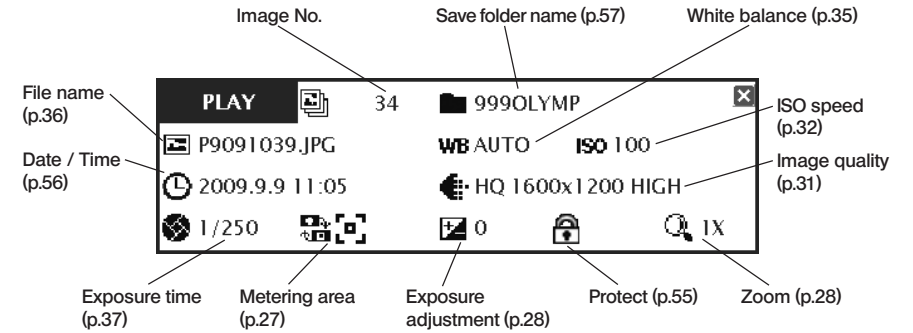 Image No.
Save folder name (p.57)
White balance (p.35)
File name
(p.36)
PLAY
34
999OLYMP
ISO speed
(p.32)
P9091039.JPG
WB AUTO
ISO 100
Date / Time
(p.56)
Image quality
(p.31)
2009.9.9 11:05
HQ 1600x1200 HIGH
1/250
0
1X
Exposure time
(p.37)
Metering area
(p.27)
Exposure
adjustment (p.28)
Protect (p.55)
Zoom (p.28)